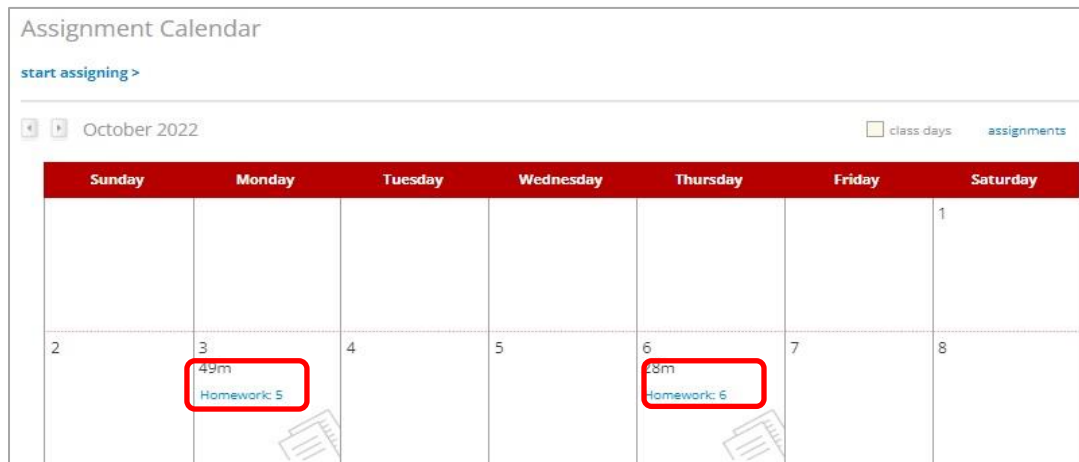 Assignment Calendar
start assigning >
October 2022
class days assignments
Sunday Monday Tuesday Wednesday Thursday Friday Saturday
1
2 3 4 5 6 7 8
49m 28m
Homework: 5 Homework: 6